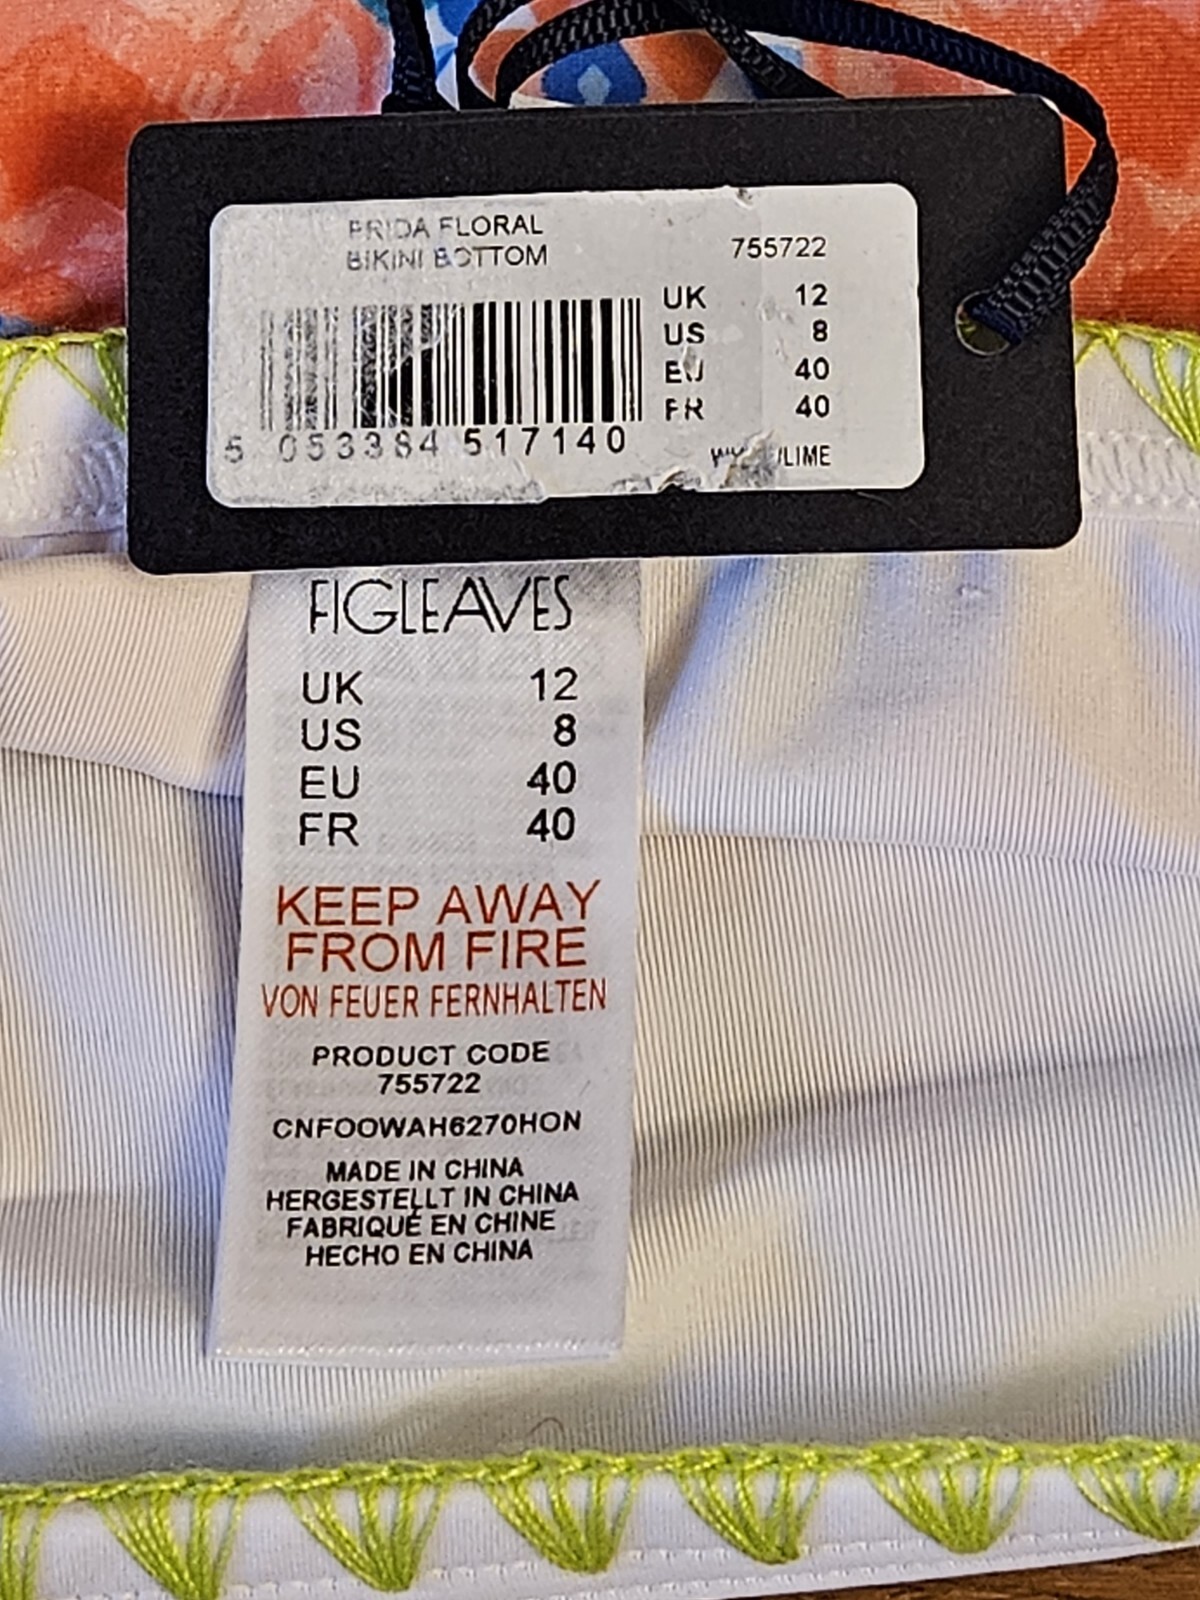 FRIDA FLORAL
BIKINI BOTTOM
755722
UK 12
US 8
EU 40
FR 40
5 053384 517140
/LIME
FIGLEAVES
UK 12
US 8
EU 40
FR 40
KEEP AWAY
FROM FIRE
VON FEUER FERNHALTEN
PRODUCT CODE
755722
CNFOOWAH6270HON
MADE IN CHINA
HERGESTELLT IN CHINA
FABRIQUÉ EN CHINE
HECHO EN CHINA